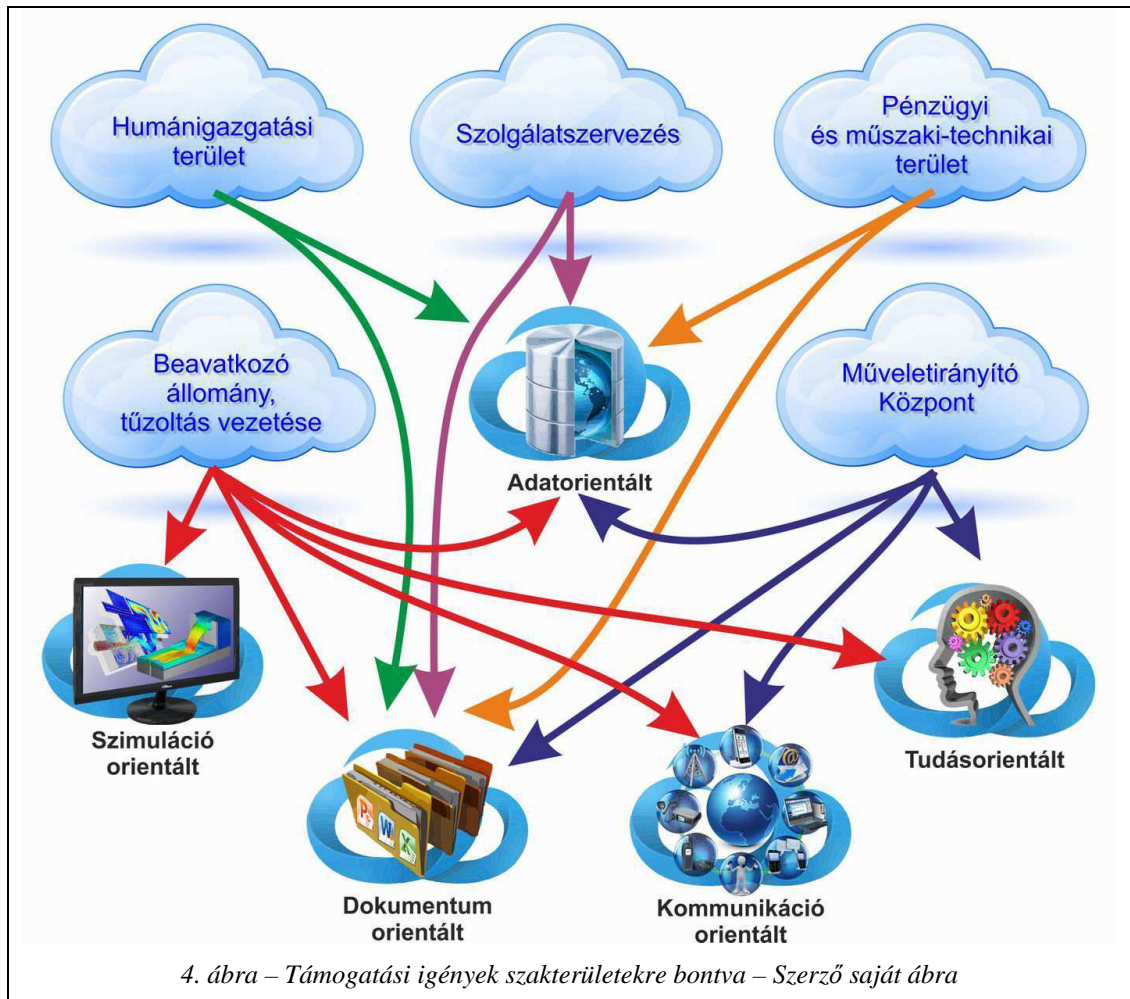 Humánigazgatási
terület
Szolgálatszervezés
Pénzügyi
és műszaki-technikai
terület
Beavatkozó
állomány,
tűzoltás vezetése
Műveletirányító
Központ
Adatorientált
Szimuláció
orientált
Tudásorientált
P
W
X
@
Dokumentum
orientált
Kommunikáció
orientált
4. ábra – Támogatási igények szakterületekre bontva – Szerző saját ábra